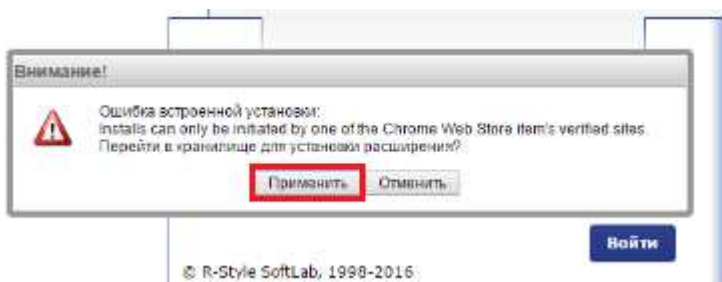 Внимание!
Ошибка встроенной установки:
Installs can only be initiated by one of the Chrome Web Store item's verified sites.
Перейти в хранилище для установки расширения?
Применить Отменить
Войти
© R-Style SoftLab, 1998-2016